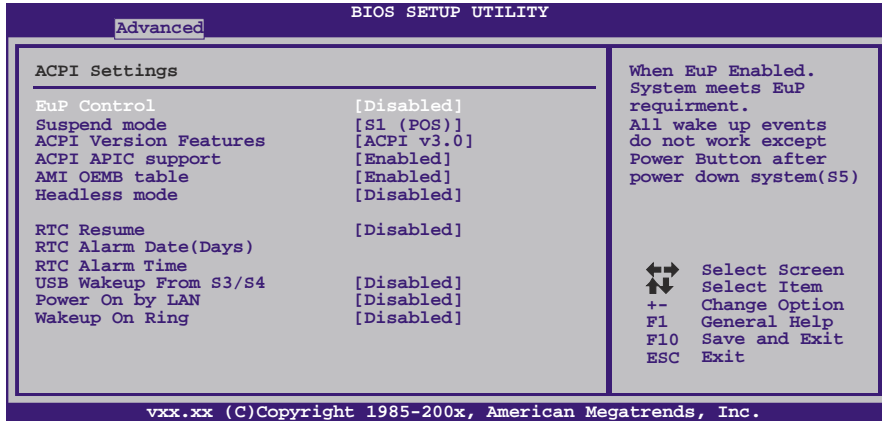 BIOS SETUP UTILITY
Advanced
ACPI Settings
EuP Control [Disabled]
Suspend mode [S1 (POS)]
ACPI Version Features [ACPI v3.0]
ACPI APIC support [Enabled]
AMI OEMB table [Enabled]
Headless mode [Disabled]
RTC Resume [Disabled]
RTC Alarm Date(Days)
RTC Alarm Time
USB Wakeup From S3/S4 [Disabled]
Power On by LAN [Disabled]
Wakeup On Ring [Disabled]
When EuP Enabled.
System meets EuP
requirment.
All wake up events
do not work except
Power Button after
power down system(S5)
Select Screen
Select Item
+- Change Option
F1 General Help
F10 Save and Exit
ESC Exit
vxx.xx (C)Copyright 1985-200x, American Megatrends, Inc.